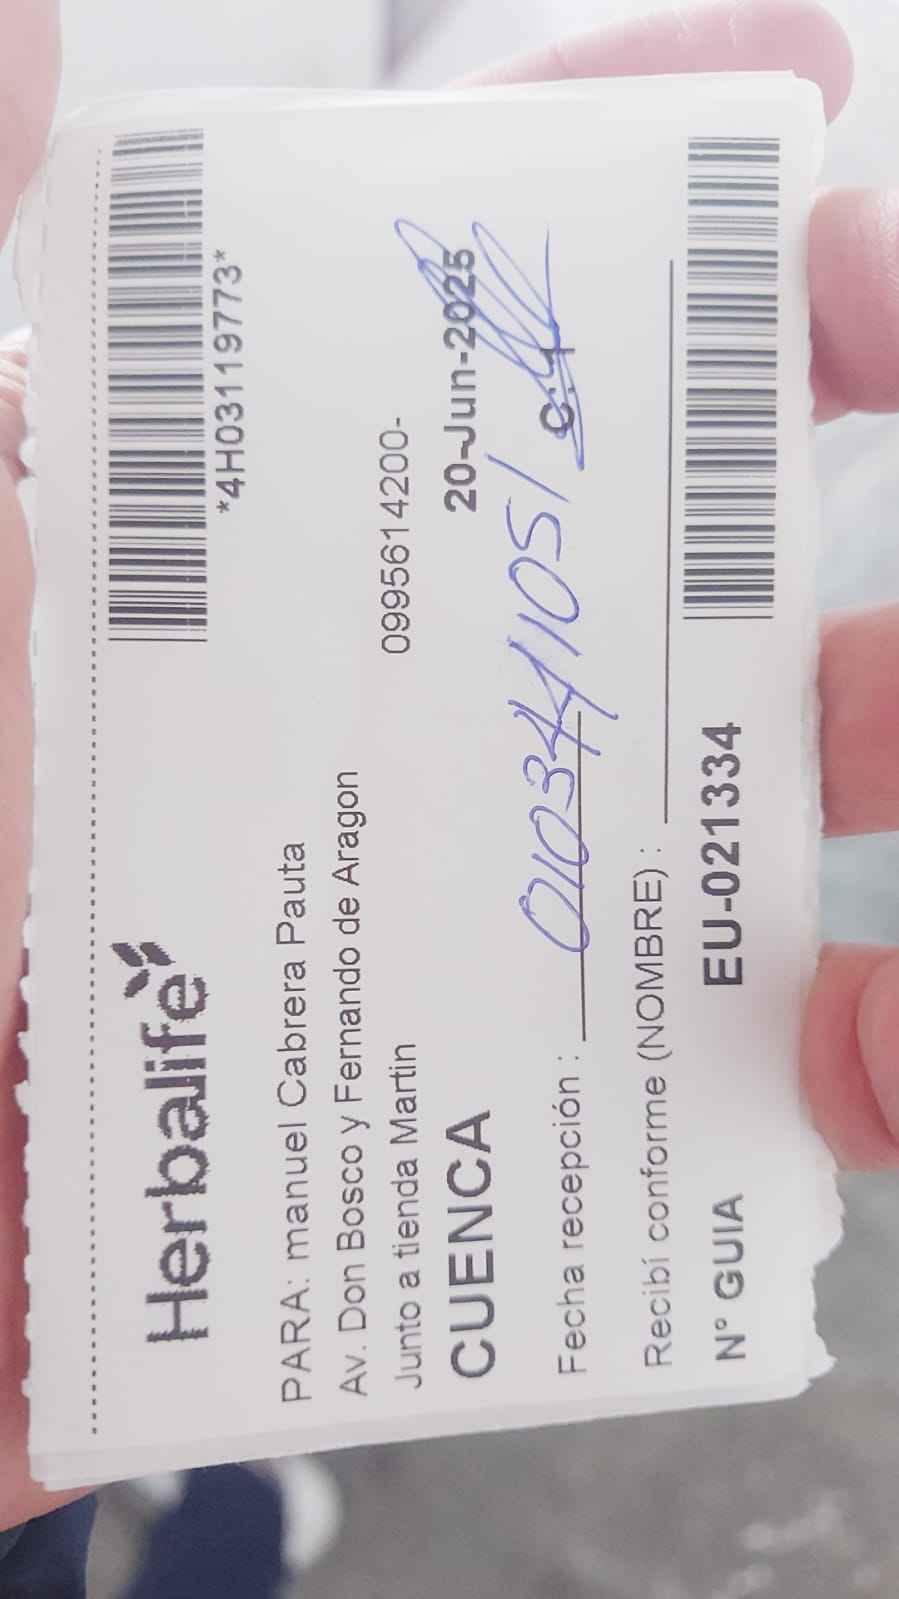 Herbalife
*4H03119773*
PARA: manuel Cabrera Pauta
Av. Don Bosco y Fernando de Aragon
Junto a tienda Martin
0995614200-
CUENCA
20-Jun-2025
Fecha recepción :
0103441051
C.I
Recibí conforme (NOMBRE) :
N° GUIA
EU-021334